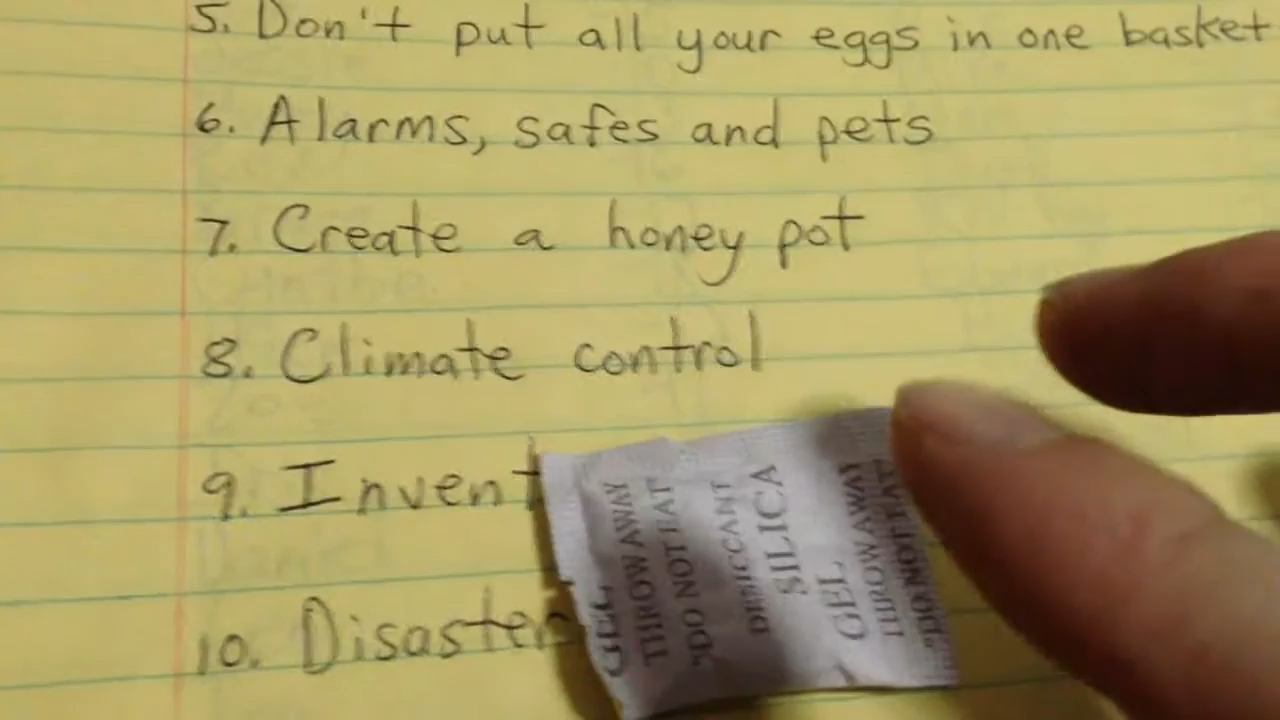 5. Don't put all your eggs in one basket
6. Alarms, safes and pets
7. Create a honey pot
8. Climate control
9. Invent
10. Disaster
GEL
THROW AWAY
"DO NOT EAT
DESICCANT
SILICA
GEL
THROW AWAY
"DO NOT EAT